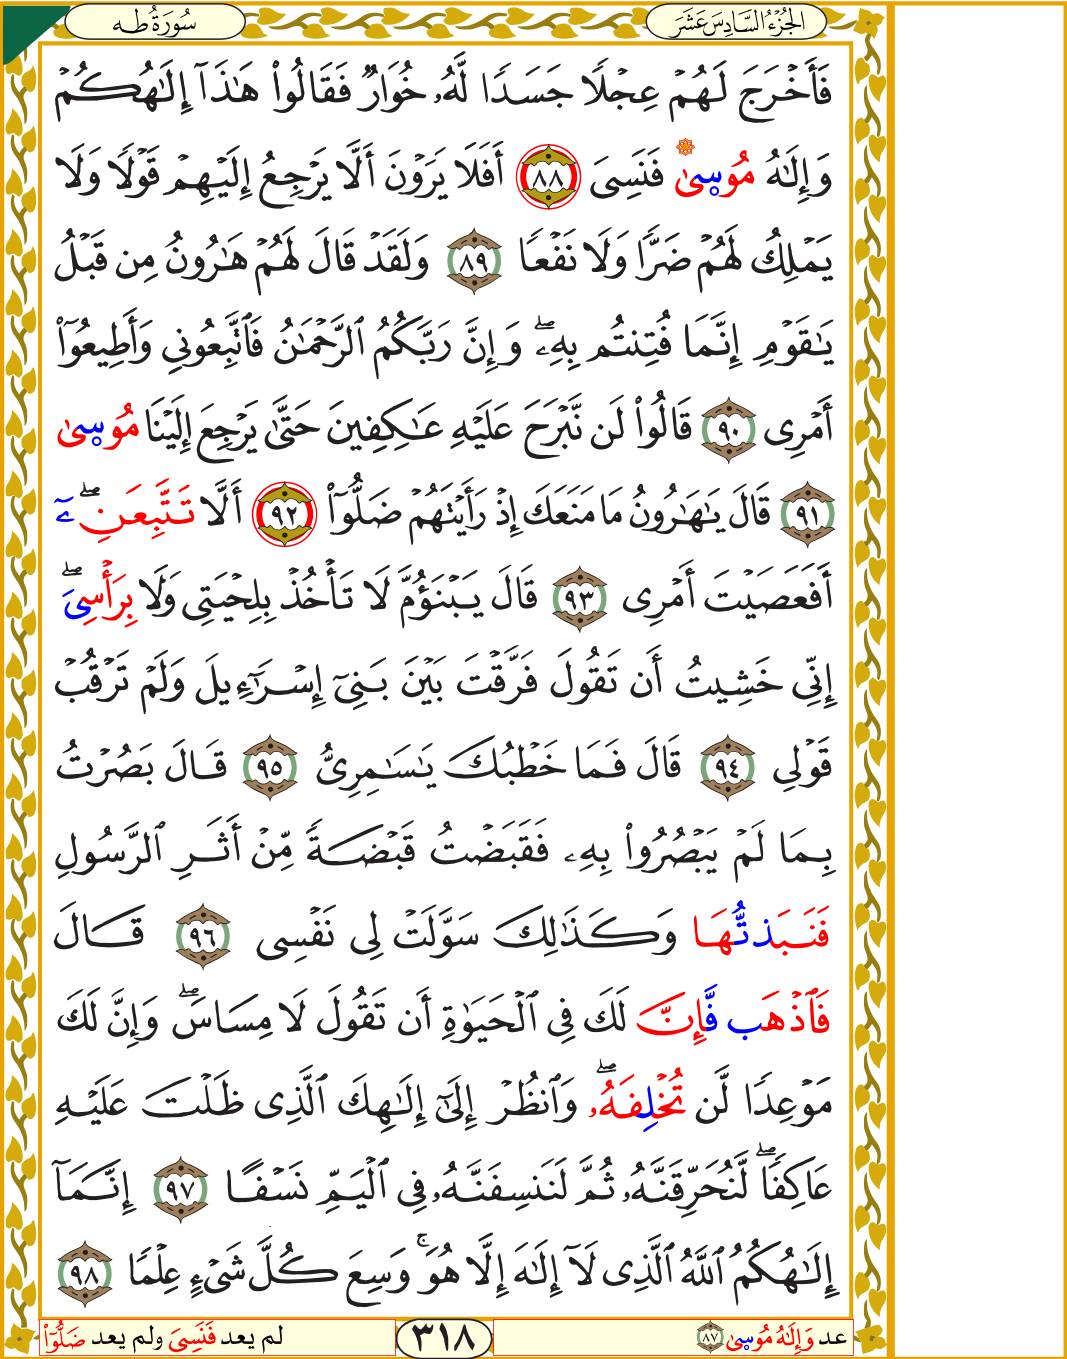 سُورَةُ طه
الجُزْءُ السَّادِسَ عَشَرَ
فَأَخۡرَجَ لَهُمۡ عِجۡلٗا جَسَدٗا لَّهُۥ خُوَارٞ فَقَالُواْ هَٰذَآ إِلَٰهُكُمۡ
وَإِلَٰهُ مُوسۭيٰ فَنَسِيَ ٨٨ أَفَلَا يَرَوۡنَ أَلَّا يَرۡجِعُ إِلَيۡهِمۡ قَوۡلٗا وَلَا
يَمۡلِكُ لَهُمۡ ضَرّٗا وَلَا نَفۡعٗا ٨٩ وَلَقَدۡ قَالَ لَهُمۡ هَٰرُونُ مِن قَبۡلُ
يَٰقَوۡمِ إِنَّمَا فُتِنتُم بِهِۦۖ وَإِنَّ رَبَّكُمُ ٱلرَّحۡمَٰنُ فَٱتَّبِعُونِي وَأَطِيعُوٓاْ
أَمۡرِي ٩٠ قَالُواْ لَن نَّبۡرَحَ عَلَيۡهِ عَٰكِفِينَ حَتَّىٰ يَرۡجِعَ إِلَيۡنَا مُوسۭيٰ
٩١ قَالَ يَٰهَٰرُونُ مَا مَنَعَكَ إِذۡ رَأَيۡتَهُمۡ ضَلُّوٓاْ ٩٢ أَلَّا تَتَّبِعَنِۦٓۖ
أَفَعَصَيۡتَ أَمۡرِي ٩٣ قَالَ يَبۡنَؤُمَّ لَا تَأۡخُذۡ بِلِحۡيَتِي وَلَا بِرَأۡسِيَۖ
إِنِّي خَشِيتُ أَن تَقُولَ فَرَّقۡتَ بَيۡنَ بَنِيٓ إِسۡرَٰٓءِيلَ وَلَمۡ تَرۡقُبۡ
قَوۡلِي ٩٤ قَالَ فَمَا خَطۡبُكَ يَٰسَٰمِرِيُّ ٩٥ قَالَ بَصُرۡتُ
بِمَا لَمۡ يَبۡصُرُواْ بِهِۦ فَقَبَضۡتُ قَبۡضَةٗ مِّنۡ أَثَرِ ٱلرَّسُولِ
فَنَبَذتُّهَا وَكَذَٰلِكَ سَوَّلَتۡ لِي نَفۡسِي ٩٦ قَالَ
فَٱذۡهَب فَّإِنَّ لَكَ فِي ٱلۡحَيَوٰةِ أَن تَقُولَ لَا مِسَاسَۖ وَإِنَّ لَكَ
مَوۡعِدٗا لَّن تُخۡلِفَهُۥۖ وَٱنظُرۡ إِلَىٰٓ إِلَٰهِكَ ٱلَّذِي ظَلۡتَ عَلَيۡهِ
عَاكِفٗاۖ لَّنُحَرِّقَنَّهُۥ ثُمَّ لَنَنسِفَنَّهُۥ فِي ٱلۡيَمِّ نَسۡفًا ٩٧ إِنَّمَآ
إِلَٰهُكُمُ ٱللَّهُ ٱلَّذِي لَآ إِلَٰهَ إِلَّا هُوَۚ وَسِعَ كُلَّ شَيۡءٍ عِلۡمٗا ٩٨
عد وَإِلَٰهُ مُوسۭيٰ ٨٧
٣١٨
لم يعد فَنَسِيَ ولم يعد ضَلُّوٓاْ